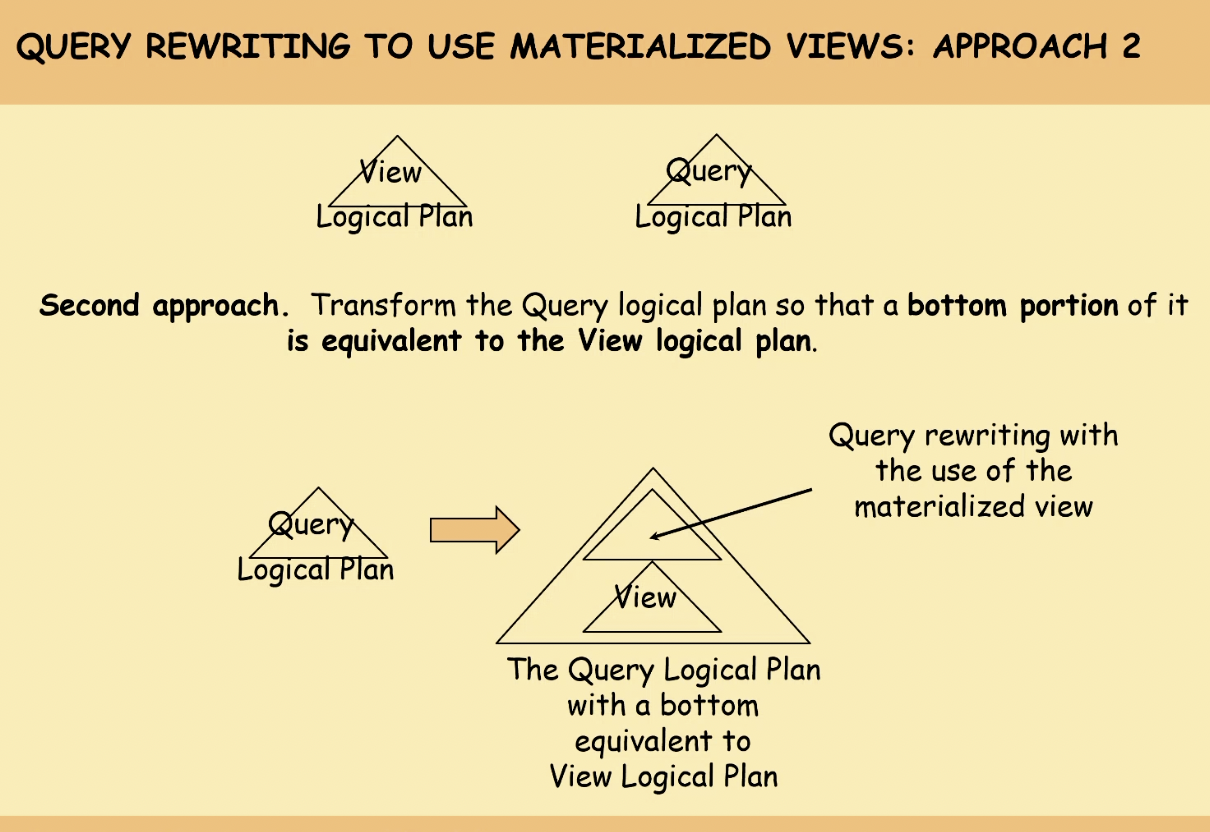 QUERY REWRITING TO USE MATERIALIZED VIEWS: APPROACH 2
View
Logical Plan
Query
Logical Plan
Second approach. Transform the Query logical plan so that a bottom portion of it
is equivalent to the View logical plan.
Query rewriting with
the use of the
materialized view
Query
Logical Plan
View
The Query Logical Plan
with a bottom
equivalent to
View Logical Plan